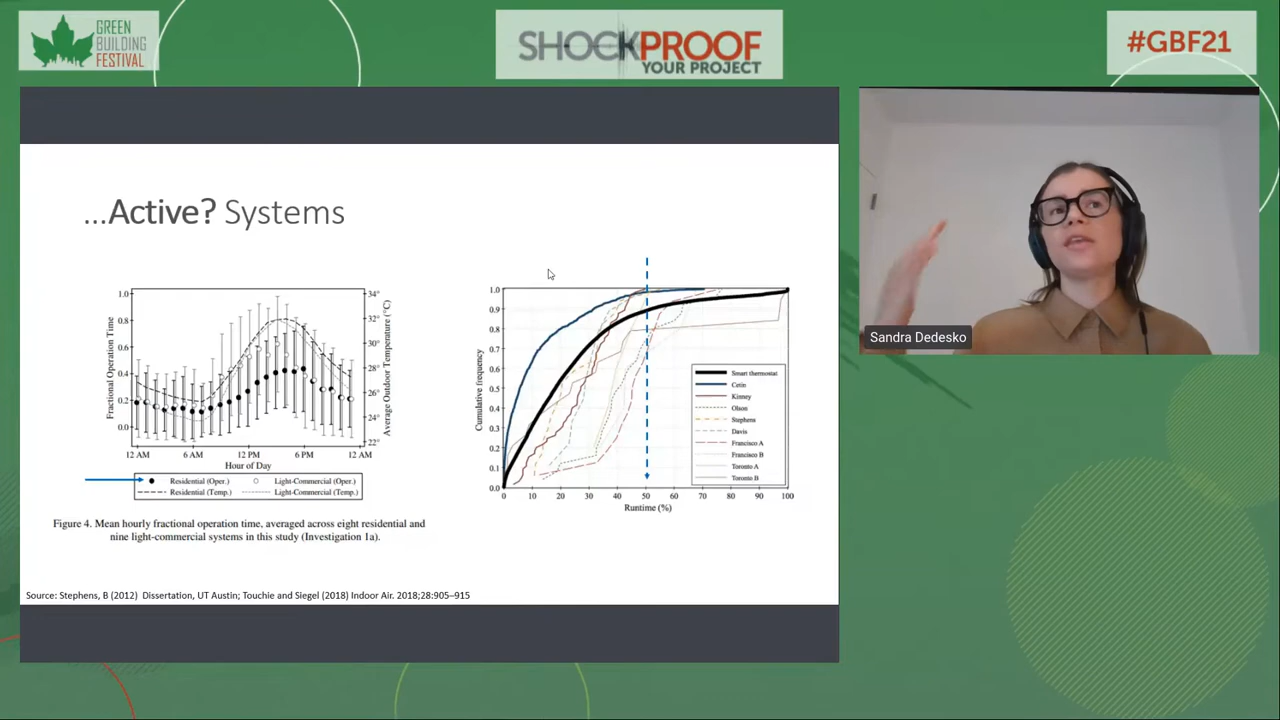 GREEN
BUILDING
FESTIVAL
SHOCKPROOF
YOUR PROJECT
#GBF21
...Active? Systems
Sandra Dedesko
1.0
0.8
0.6
0.4
0.2
0.0
Fractional Operation Time
34°
32°
30°
28°
26°
24°
22°
Average Outdoor Temperature (°C)
12 AM 6 AM 12 PM 6 PM 12 AM
Hour of Day
Residential (Oper.) Light-Commercial (Oper.)
Residential (Temp.) Light-Commercial (Temp.)
Figure 4. Mean hourly fractional operation time, averaged across eight residential and
nine light-commercial systems in this study (Investigation 1a).
1.0
0.9
0.8
0.7
0.6
0.5
0.4
0.3
0.2
0.1
0.0
Cumulative frequency
Smart thermostat
Cetin
Kinney
Olton
Stephens
Davis
Francisco A
Francisco B
Toronto A
Toronto B
0 10 20 30 40 50 60 70 80 90 100
Runtime (%)
Source: Stephens, B (2012) Dissertation, UT Austin; Touchie and Siegel (2018) Indoor Air. 2018;28:905–915